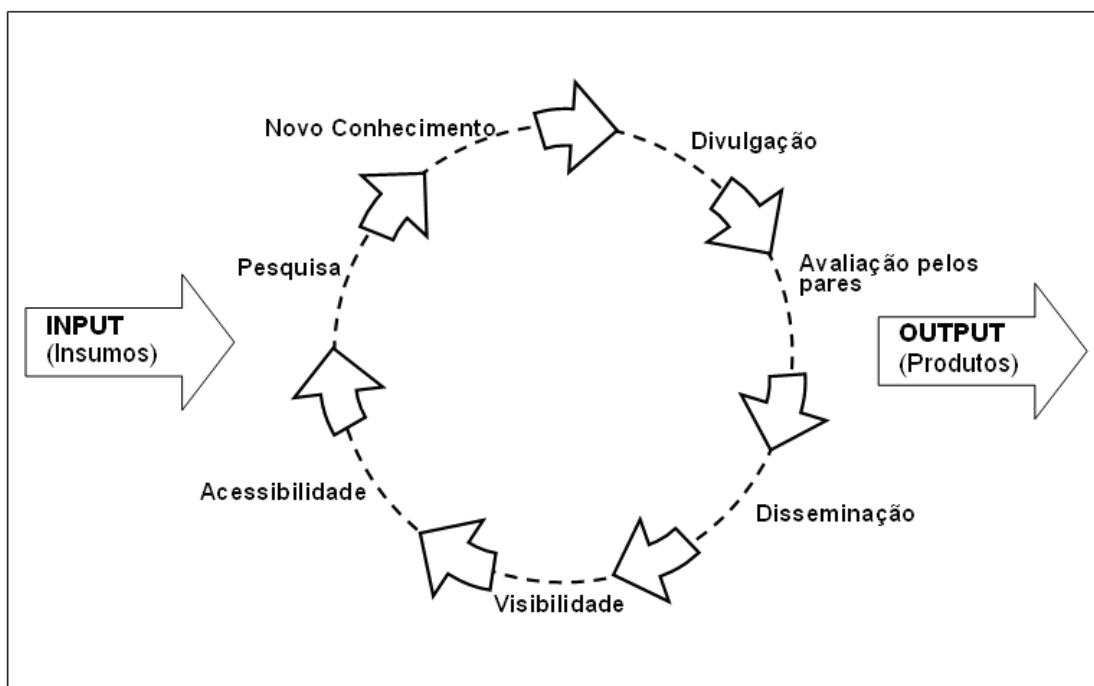 Novo Conhecimento
Divulgação
Pesquisa
Avaliação pelos
pares
INPUT
(Insumos)
OUTPUT
(Produtos)
Acessibilidade
Disseminação
Visibilidade